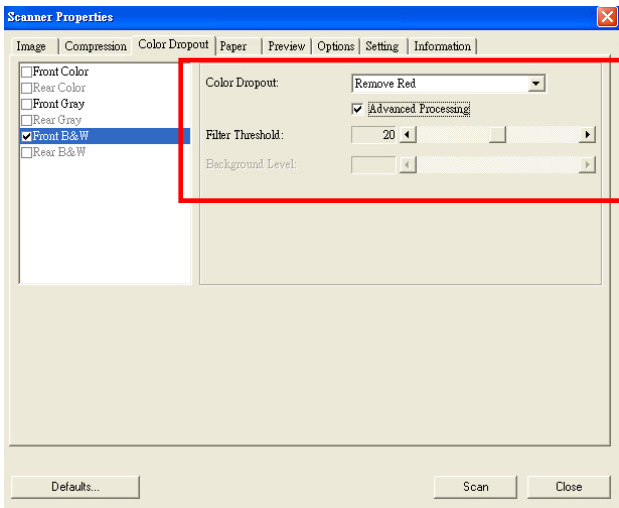 Scanner Properties
Image Compression Color Dropout Paper Preview Options Setting Information
Front Color
Rear Color
Front Gray
Rear Gray
Front B&W
Rear B&W
Color Dropout: Remove Red
Advanced Processing
Filter Threshold: 20
Background Level:
Defaults... Scan Close